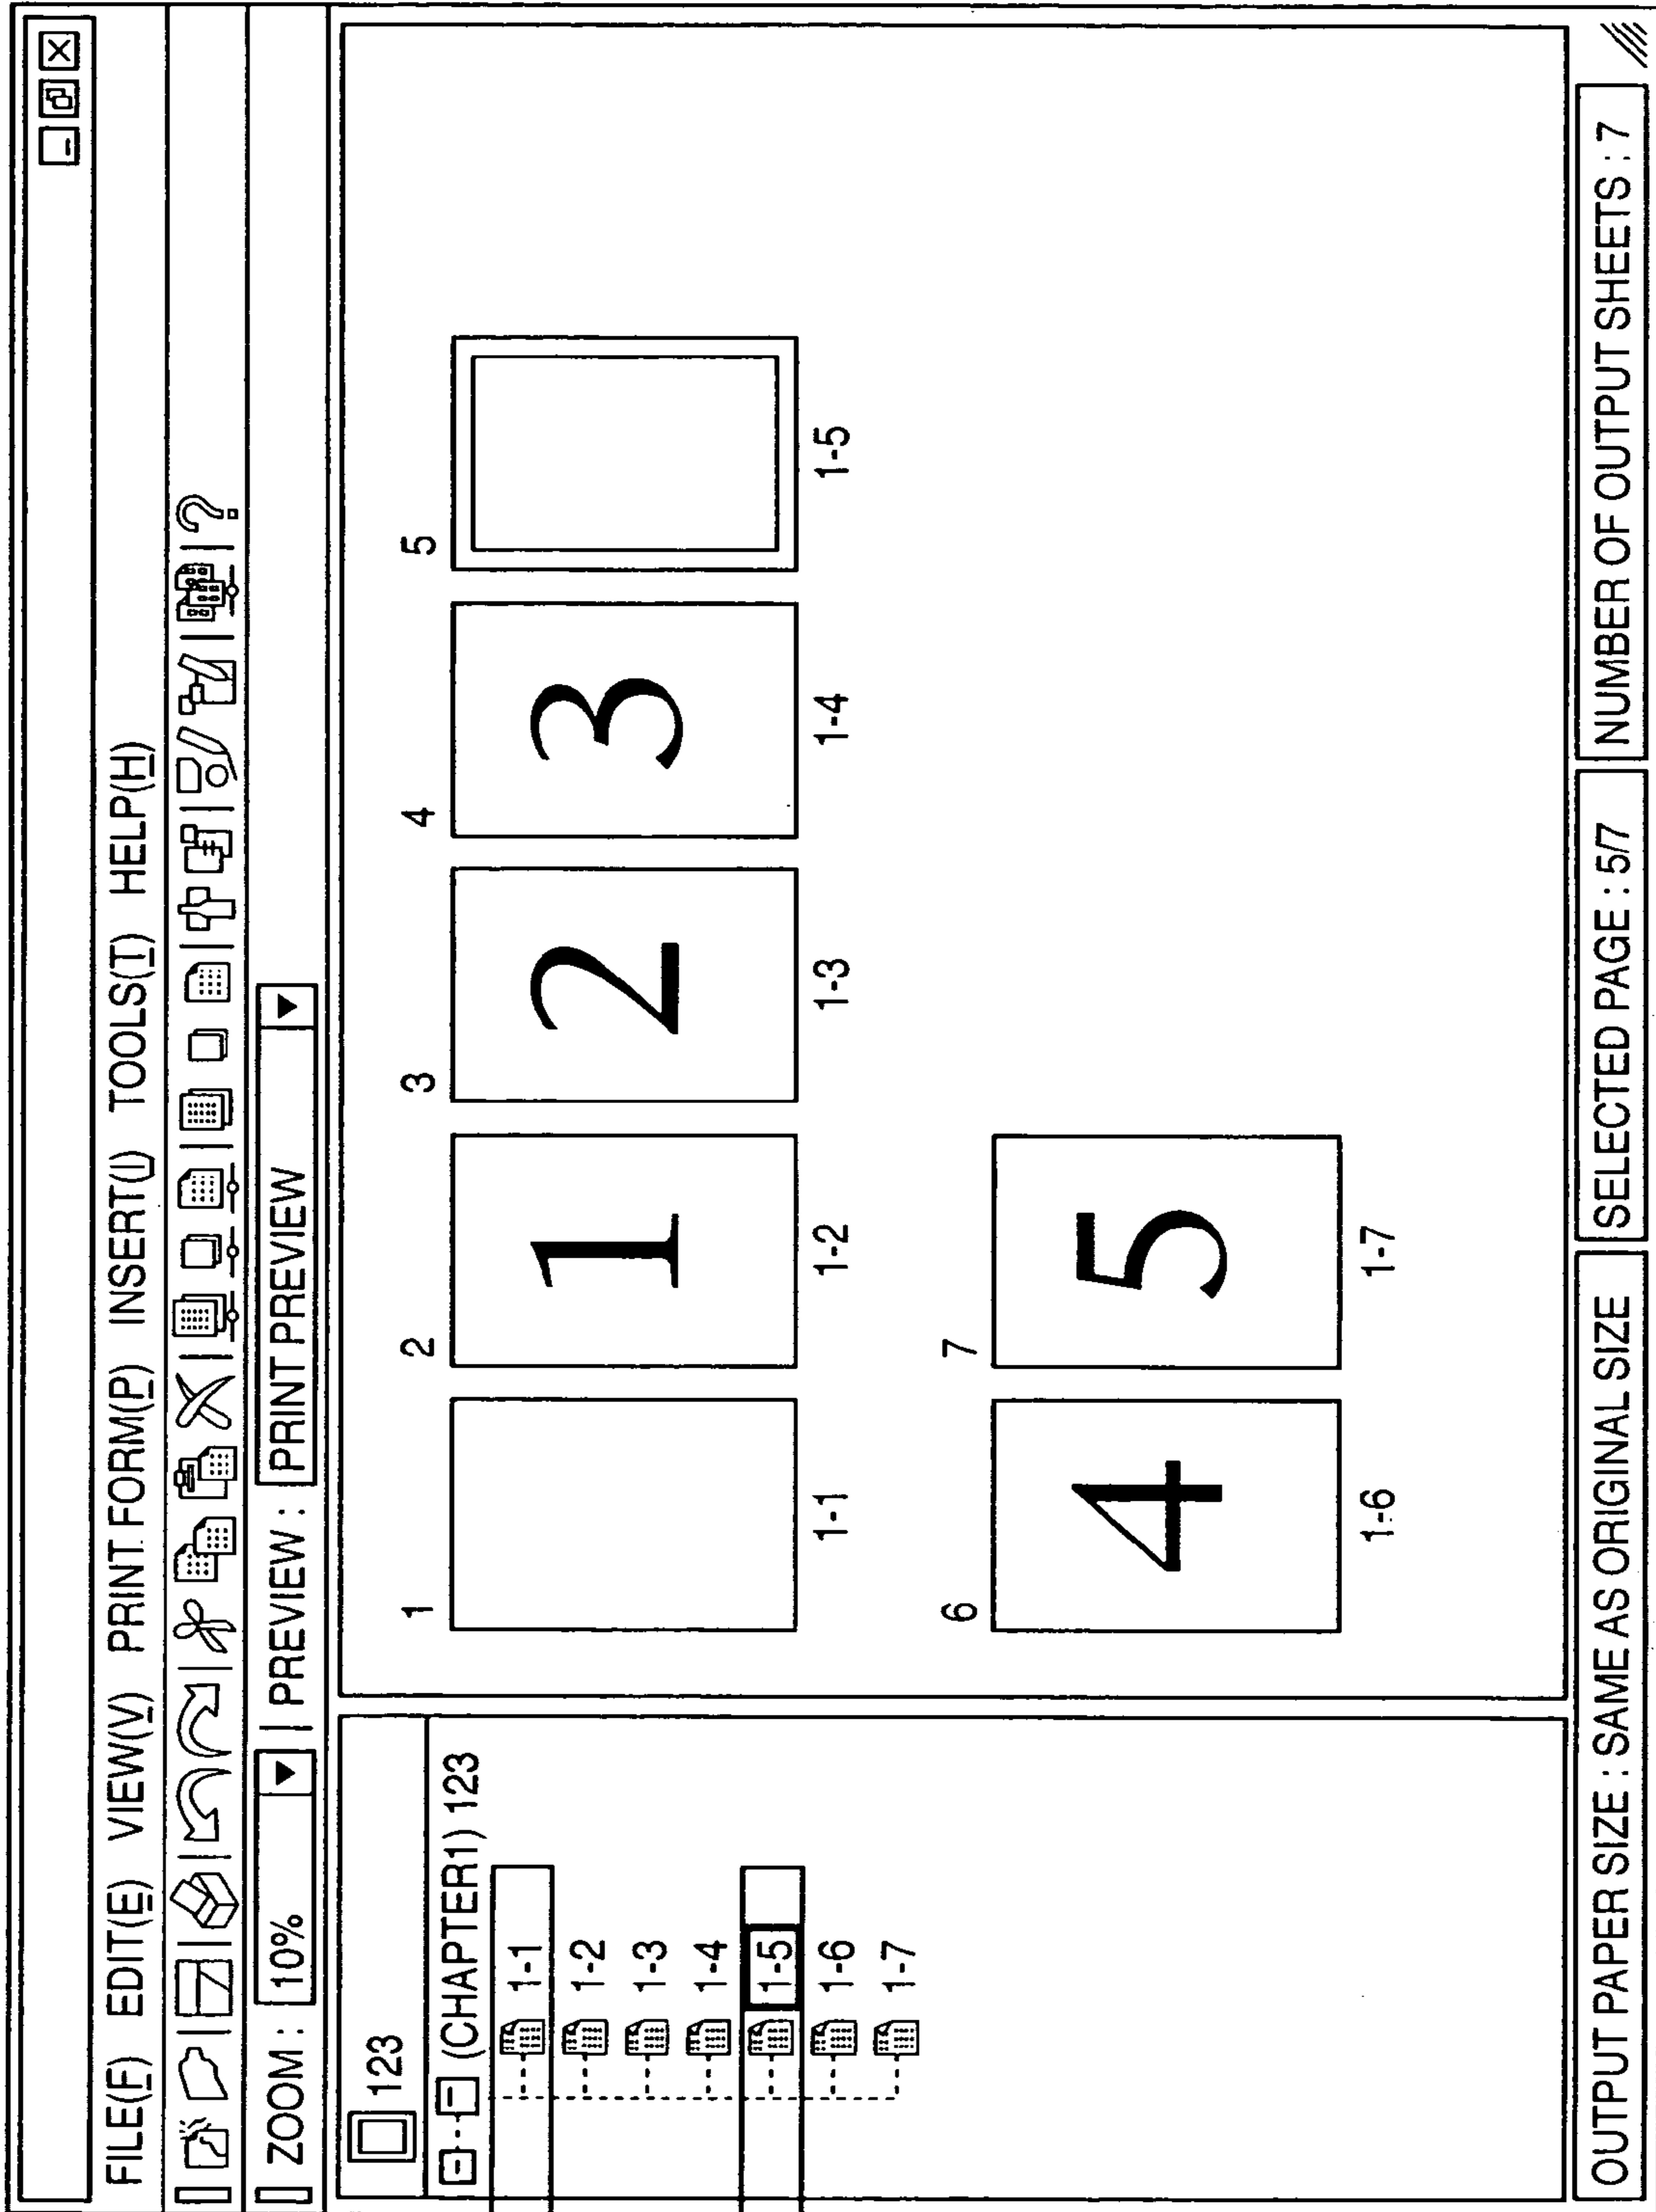 FILE(F) EDIT(E) VIEW(V) PRINT FORM(P) INSERT(I) TOOLS(T) HELP(H)
?
ZOOM : 10% PREVIEW : PRINT PREVIEW
123
(CHAPTER1) 123
1-1
1-2
1-3
1-4
1-5
1-6
1-7
1 2 3 4 5
1 2 3
1-1 1-2 1-3 1-4 1-5
6 7
4 5
1-6 1-7
OUTPUT PAPER SIZE : SAME AS ORIGINAL SIZE SELECTED PAGE : 5/7 NUMBER OF OUTPUT SHEETS : 7